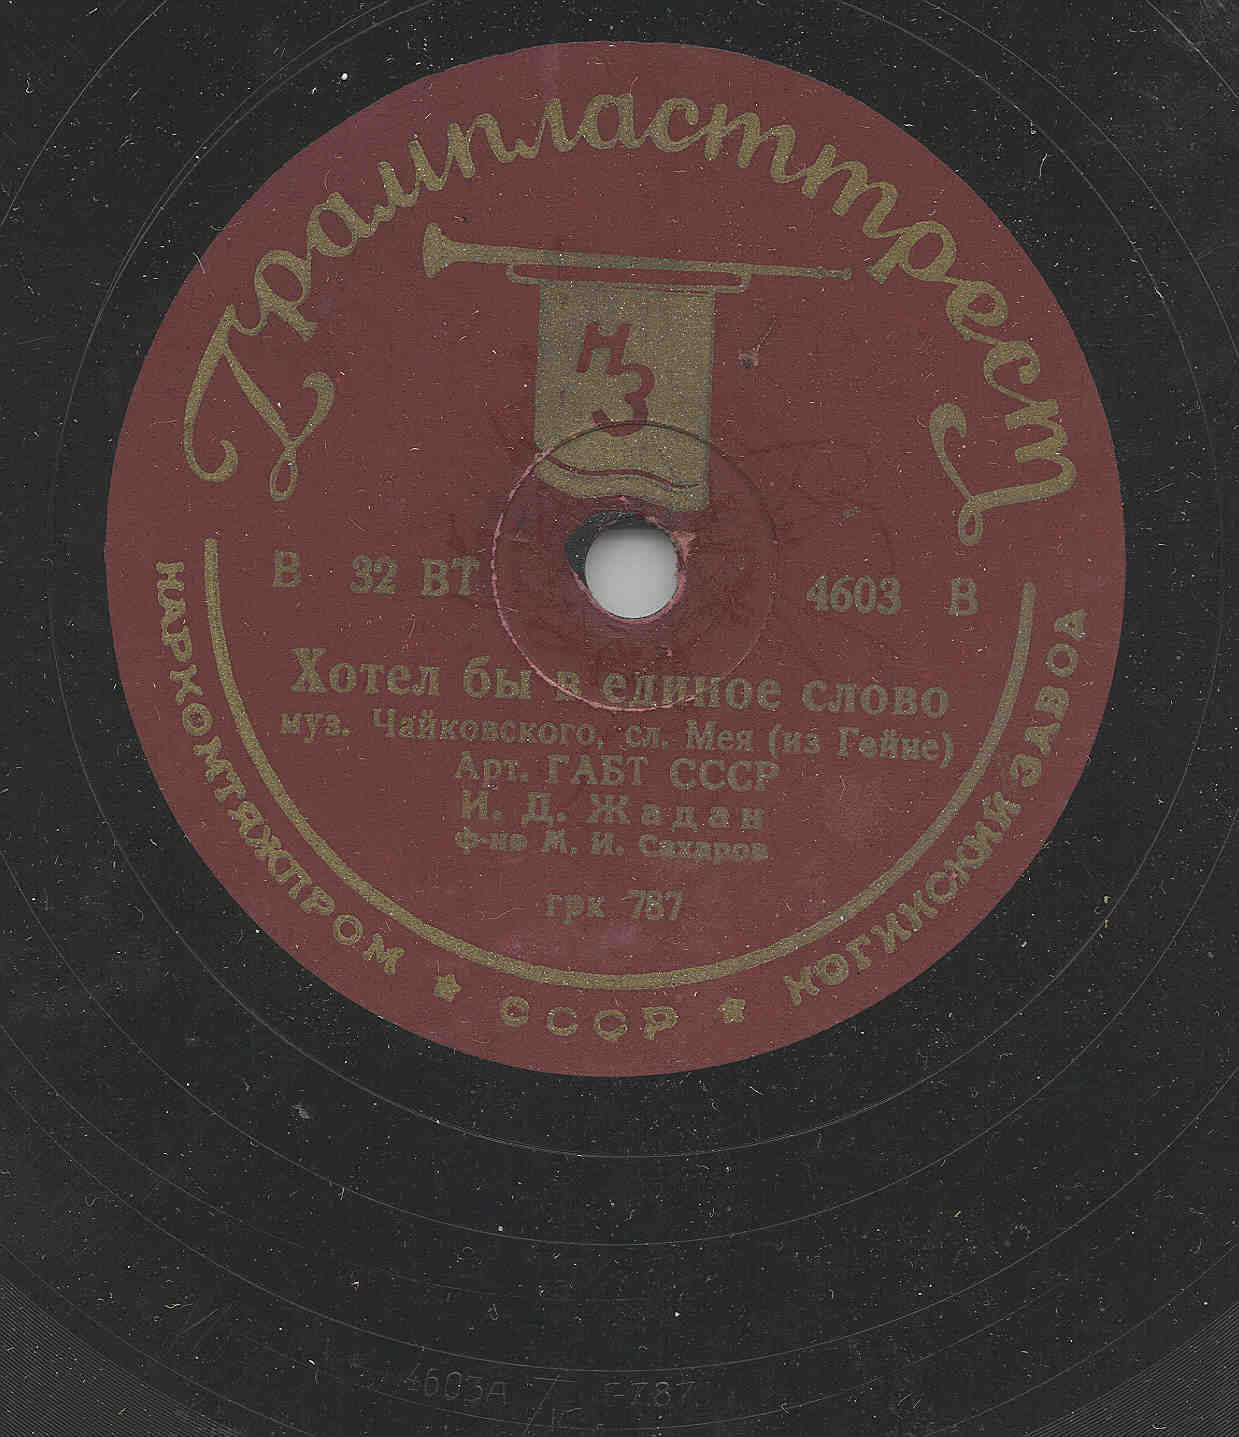 Грампласттрест
НЗ
В 32 ВТ 4603 В
Хотел бы в единое слово
муз. Чайковского, сл. Мея (из Гейне)
Арт. ГАБТ СССР
И. Д. Жадан
ф-но М. И. Сахаров
грк 787
НАРКОМТЯЖПРОМ ★ СССР ★ НОГИНСКИЙ ЗАВОД
4603А Г787